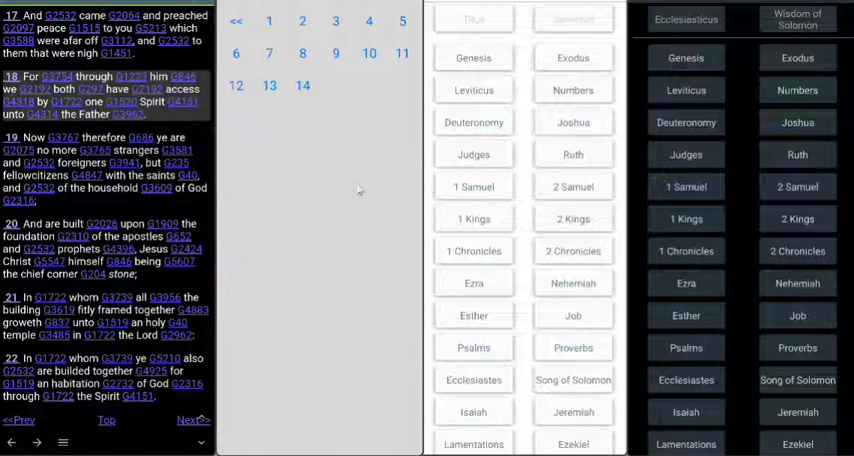 17 And G2532 came G2064 and preached
G2097 peace G1515 to you G5213 which
G3588 were afar off G3112, and G2532 to
them that were nigh G1451.
18 For G3754 through G1223 him G846
we G2192 both G297 have G2192 access
G4318 by G1722 one G1520 Spirit G4151
unto G4314 the Father G3962.
19 Now G3767 therefore G686 ye are
G2075 no more G3765 strangers G3581
and G2532 foreigners G3941, but G235
fellowcitizens G4847 with the saints G40,
and G2532 of the household G3609 of God
G2316;
20 And are built G2026 upon G1909 the
foundation G2310 of the apostles G652
and G2532 prophets G4396, Jesus G2424
Christ G5547 himself G846 being G5607
the chief corner G204 stone;
21 In G1722 whom G3739 all G3956 the
building G3619 fitly framed together G4883
groweth G837 unto G1519 an holy G40
temple G3485 in G1722 the Lord G2962:
22 In G1722 whom G3739 ye G5210 also
G2532 are builded together G4925 for
G1519 an habitation G2732 of God G2316
through G1722 the Spirit G4151.
<<Prev Top Next>>
<< 1 2 3 4 5
6 7 8 9 10 11
12 13 14
Titus
Genesis Exodus
Leviticus Numbers
Deuteronomy Joshua
Judges Ruth
1 Samuel 2 Samuel
1 Kings 2 Kings
1 Chronicles 2 Chronicles
Ezra Nehemiah
Esther Job
Psalms Proverbs
Ecclesiastes Song of Solomon
Isaiah Jeremiah
Lamentations Ezekiel
Ecclesiasticus Wisdom of
Solomon
Genesis Exodus
Leviticus Numbers
Deuteronomy Joshua
Judges Ruth
1 Samuel 2 Samuel
1 Kings 2 Kings
1 Chronicles 2 Chronicles
Ezra Nehemiah
Esther Job
Psalms Proverbs
Ecclesiastes Song of Solomon
Isaiah Jeremiah
Lamentations Ezekiel